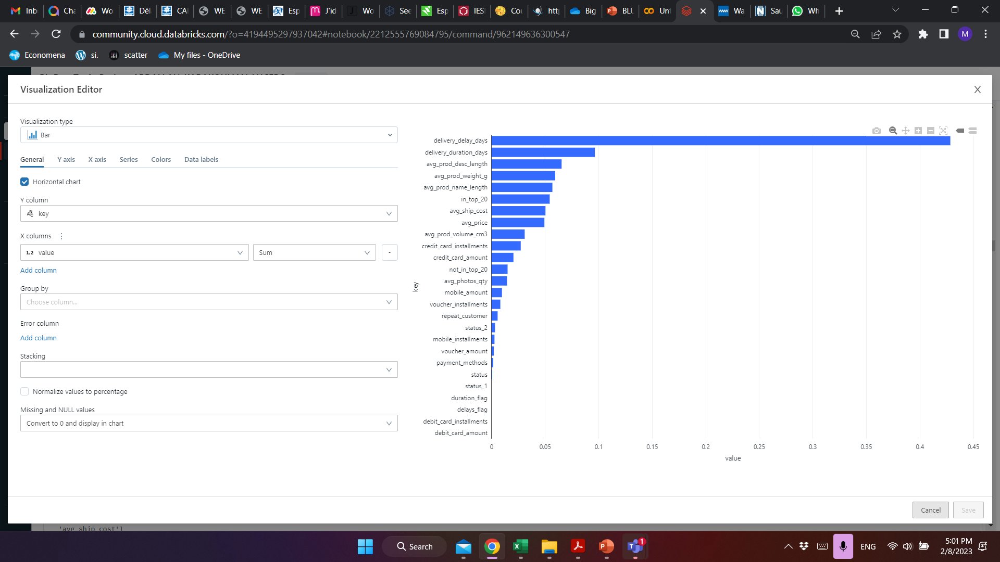 Inb
Cha
Wo
Dél
CAl
WE
WE
Esp
J'id
Wo
See
Esp
IESI
Cou
http
Big
BLU
Unt
Wa
Sau
Wh
community.cloud.databricks.com/?o=4194495297937042#notebook/2212555769084795/command/962149636300547
M
Economena
si.
scatter
My files - OneDrive
Visualization Editor
X
Visualization type
Bar
General
Y axis
X axis
Series
Colors
Data labels
Horizontal chart
Y column
key
X columns
1.2 value
Sum
-
Add column
Group by
Choose column...
Error column
Add column
Stacking
Normalize values to percentage
Missing and NULL values
Convert to 0 and display in chart
delivery_delay_days
delivery_duration_days
avg_prod_desc_length
avg_prod_weight_g
avg_prod_name_length
in_top_20
avg_ship_cost
avg_price
avg_prod_volume_cm3
credit_card_installments
credit_card_amount
not_in_top_20
avg_photos_qty
mobile_amount
voucher_installments
repeat_customer
status_2
mobile_installments
voucher_amount
payment_methods
status
status_1
duration_flag
delays_flag
debit_card_installments
debit_card_amount
key
0
0.05
0.1
0.15
0.2
0.25
0.3
0.35
0.4
0.45
value
Cancel
Save
'avg_ship_cost']
Search
1
ENG
5:01 PM
2/8/2023